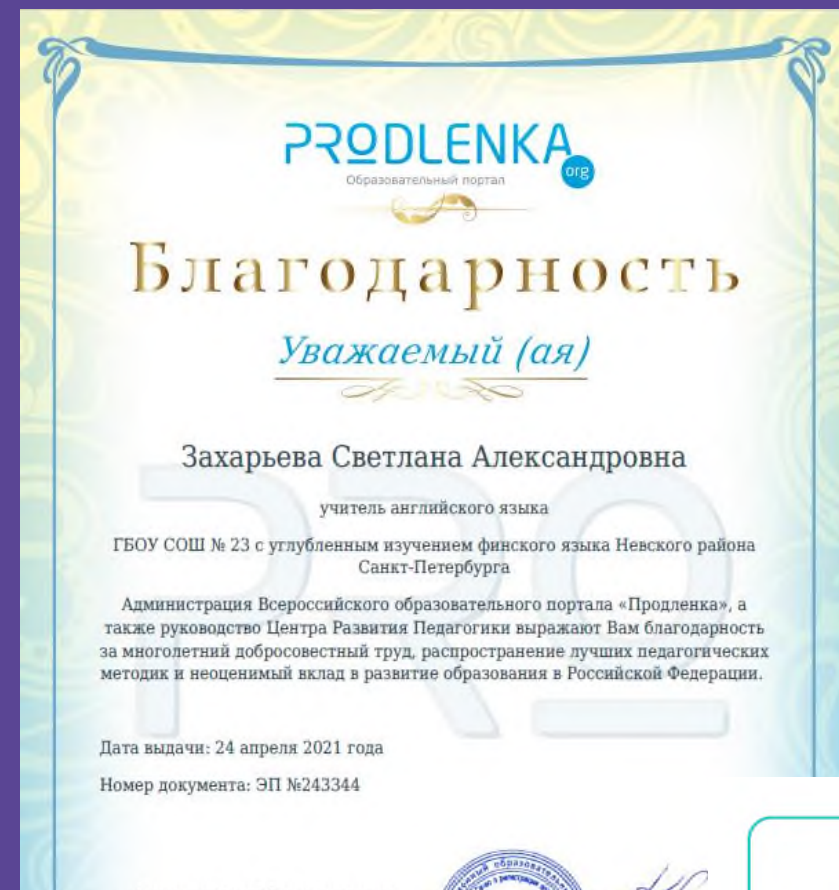 PRODLENKA
org
Образовательный портал
Благодарность
Уважаемый (ая)
Захарьева Светлана Александровна
учитель английского языка
ГБОУ СОШ № 23 с углубленным изучением финского языка Невского района
Санкт-Петербурга
Администрация Всероссийского образовательного портала «Продленка», а
также руководство Центра Развития Педагогики выражают Вам благодарность
за многолетний добросовестный труд, распространение лучших педагогических
методик и неоценимый вклад в развитие образования в Российской Федерации.
PRO
Дата выдачи: 24 апреля 2021 года
Номер документа: ЭП №243344